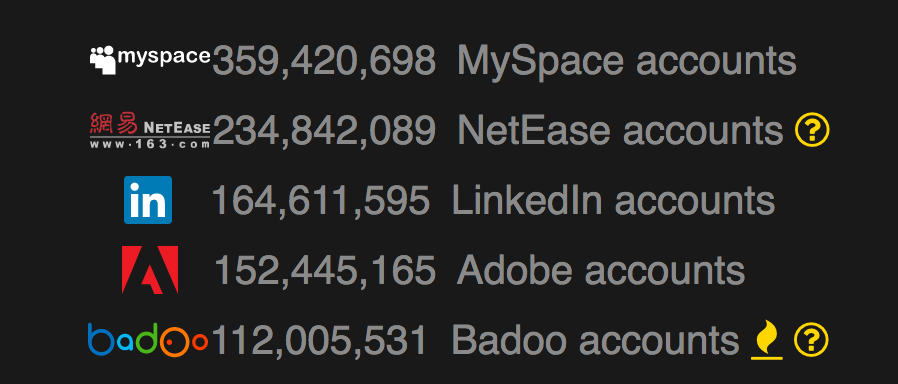 myspace 359,420,698 MySpace accounts
網易 NETEASE 234,842,089 NetEase accounts ?
www.163.com
in 164,611,595 LinkedIn accounts
152,445,165 Adobe accounts
badoo 112,005,531 Badoo accounts ?